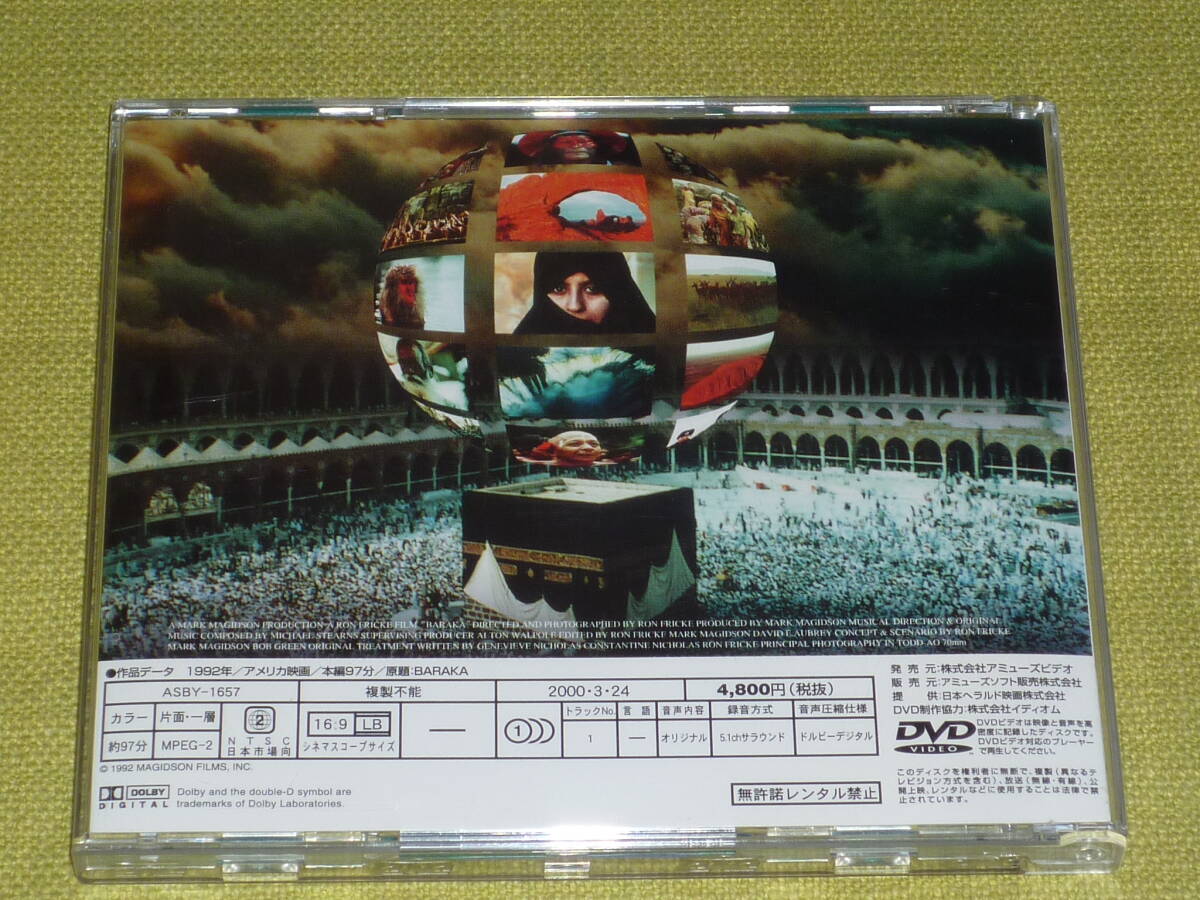 A MARK MAGIDSON PRODUCTION A RON FRICKE FILM "BARAKA" DIRECTED AND PHOTOGRAPHED BY RON FRICKE PRODUCED BY MARK MAGIDSON MUSICAL DIRECTION & ORIGINAL
MUSIC COMPOSED BY MICHAEL STEARNS SUPERVISING PRODUCER ALTON WALPOLE EDITED BY RON FRICKE MARK MAGIDSON DAVID E. AUBREY CONCEPT & SCENARIO BY RON FRICKE
MARK MAGIDSON BOB GREEN ORIGINAL TREATMENT WRITTEN BY GENEVIEVE NICHOLAS CONSTANTINE NICHOLAS RON FRICKE PRINCIPAL PHOTOGRAPHY IN TODD-AO 70mm
●作品データ 1992年/アメリカ映画/本編97分/原題:BARAKA
ASBY-1657 複製不能 2000・3・24 4,800円(税抜)
カラー 片面・一層 2 NTSC 日本市場向
約97分 MPEG-2
16:9 LB
シネマスコープサイズ
—
1)))
トラックNo. 言語 音声内容 録音方式 音声圧縮仕様
1 — オリジナル 5.1chサラウンド ドルビーデジタル
発売元:株式会社アミューズビデオ
販売元:アミューズソフト販売株式会社
提供:日本ヘラルド映画株式会社
DVD制作協力:株式会社イディオム
DVD VIDEO
DVDビデオは映像と音声を高
密度に記録したディスクです。
DVDビデオ対応のプレーヤー
で再生してください。
© 1992 MAGIDSON FILMS, INC.
DOLBY DIGITAL
Dolby and the double-D symbol are
trademarks of Dolby Laboratories.
無許諾レンタル禁止
このディスクを権利者に無断で、複製(異なるテ
レビジョン方式を含む)、放送(無線・有線)、公
開上映、レンタルなどに使用することは法律で禁
止されています。